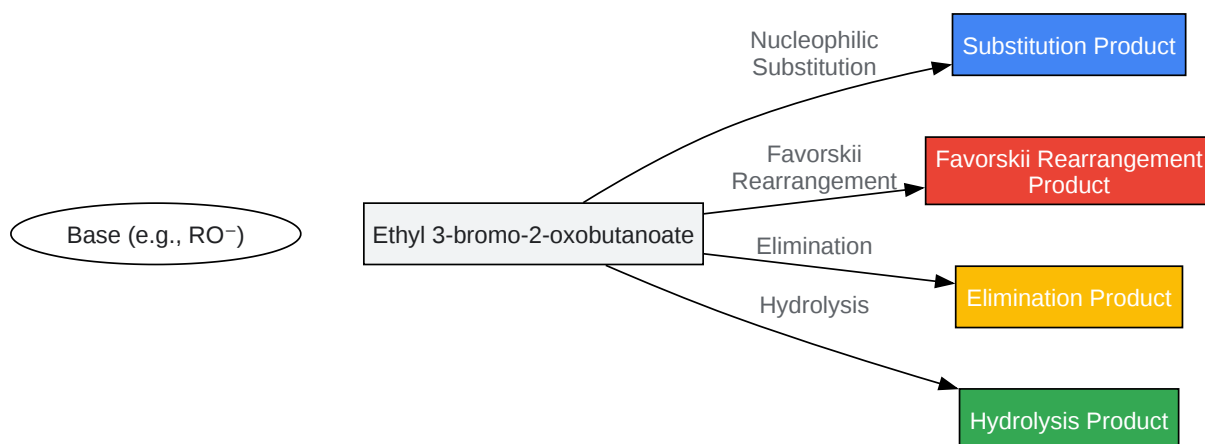 Base (e.g., RO⁻)
Ethyl 3-bromo-2-oxobutanoate
Nucleophilic
Substitution
Substitution Product
Favorskii
Rearrangement
Favorskii Rearrangement
Product
Elimination
Elimination Product
Hydrolysis
Hydrolysis Product